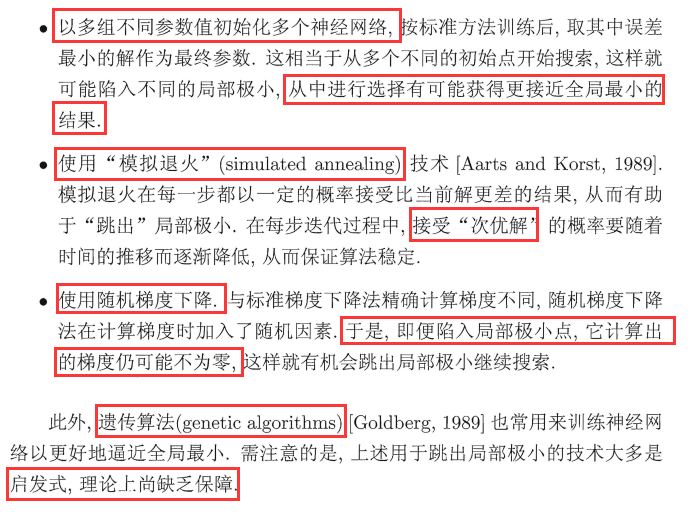 • 以多组不同参数值初始化多个神经网络, 按标准方法训练后, 取其中误差
最小的解作为最终参数. 这相当于从多个不同的初始点开始搜索, 这样就
可能陷入不同的局部极小, 从中进行选择有可能获得更接近全局最小的
结果.
• 使用“模拟退火”(simulated annealing) 技术 [Aarts and Korst, 1989].
模拟退火在每一步都以一定的概率接受比当前解更差的结果, 从而有助
于“跳出”局部极小. 在每步迭代过程中, 接受“次优解”的概率要随着
时间的推移而逐渐降低, 从而保证算法稳定.
• 使用随机梯度下降. 与标准梯度下降法精确计算梯度不同, 随机梯度下降
法在计算梯度时加入了随机因素. 于是, 即便陷入局部极小点, 它计算出
的梯度仍可能不为零, 这样就有机会跳出局部极小继续搜索.
此外, 遗传算法(genetic algorithms) [Goldberg, 1989] 也常用来训练神经网
络以更好地逼近全局最小. 需注意的是, 上述用于跳出局部极小的技术大多是
启发式, 理论上尚缺乏保障.